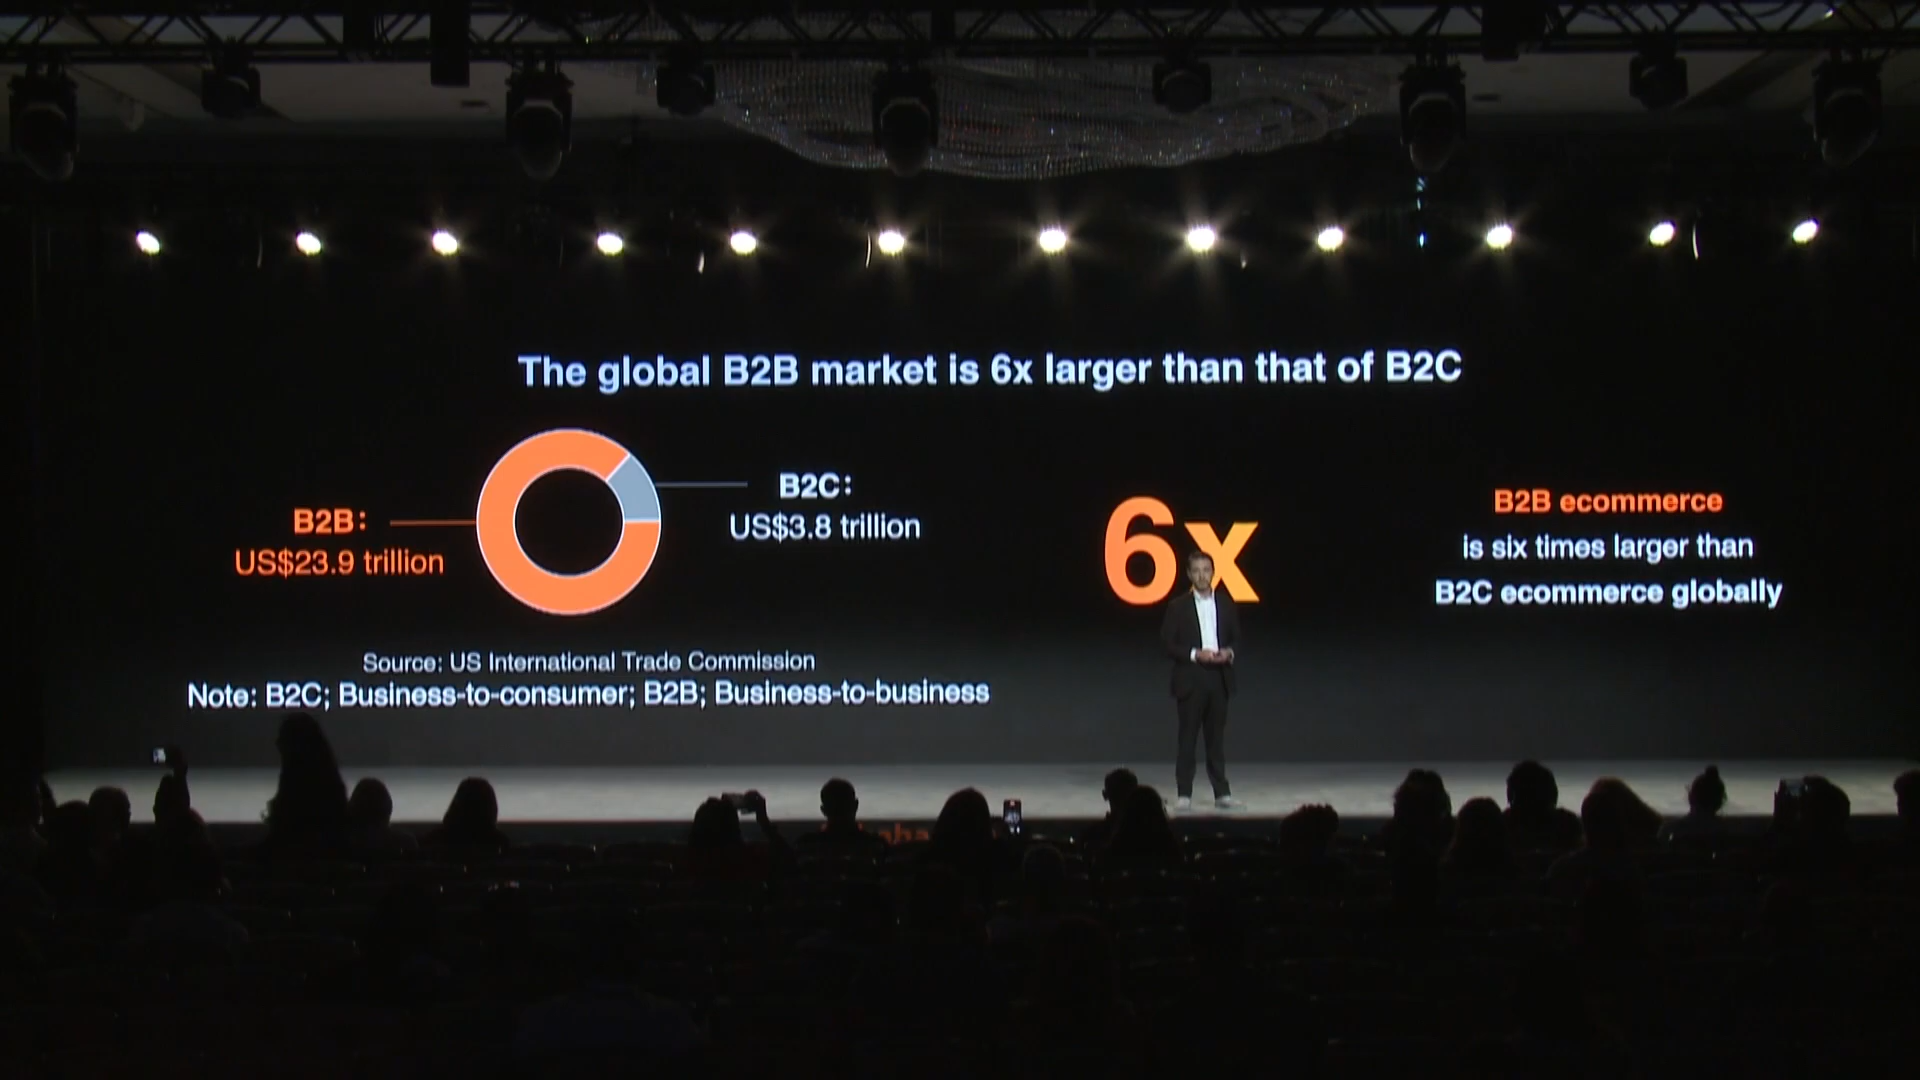 The global B2B market is 6x larger than that of B2C
B2B:
US$23.9 trillion
B2C:
US$3.8 trillion
Source: US International Trade Commission
Note: B2C; Business-to-consumer; B2B; Business-to-business
6x
B2B ecommerce
is six times larger than
B2C ecommerce globally